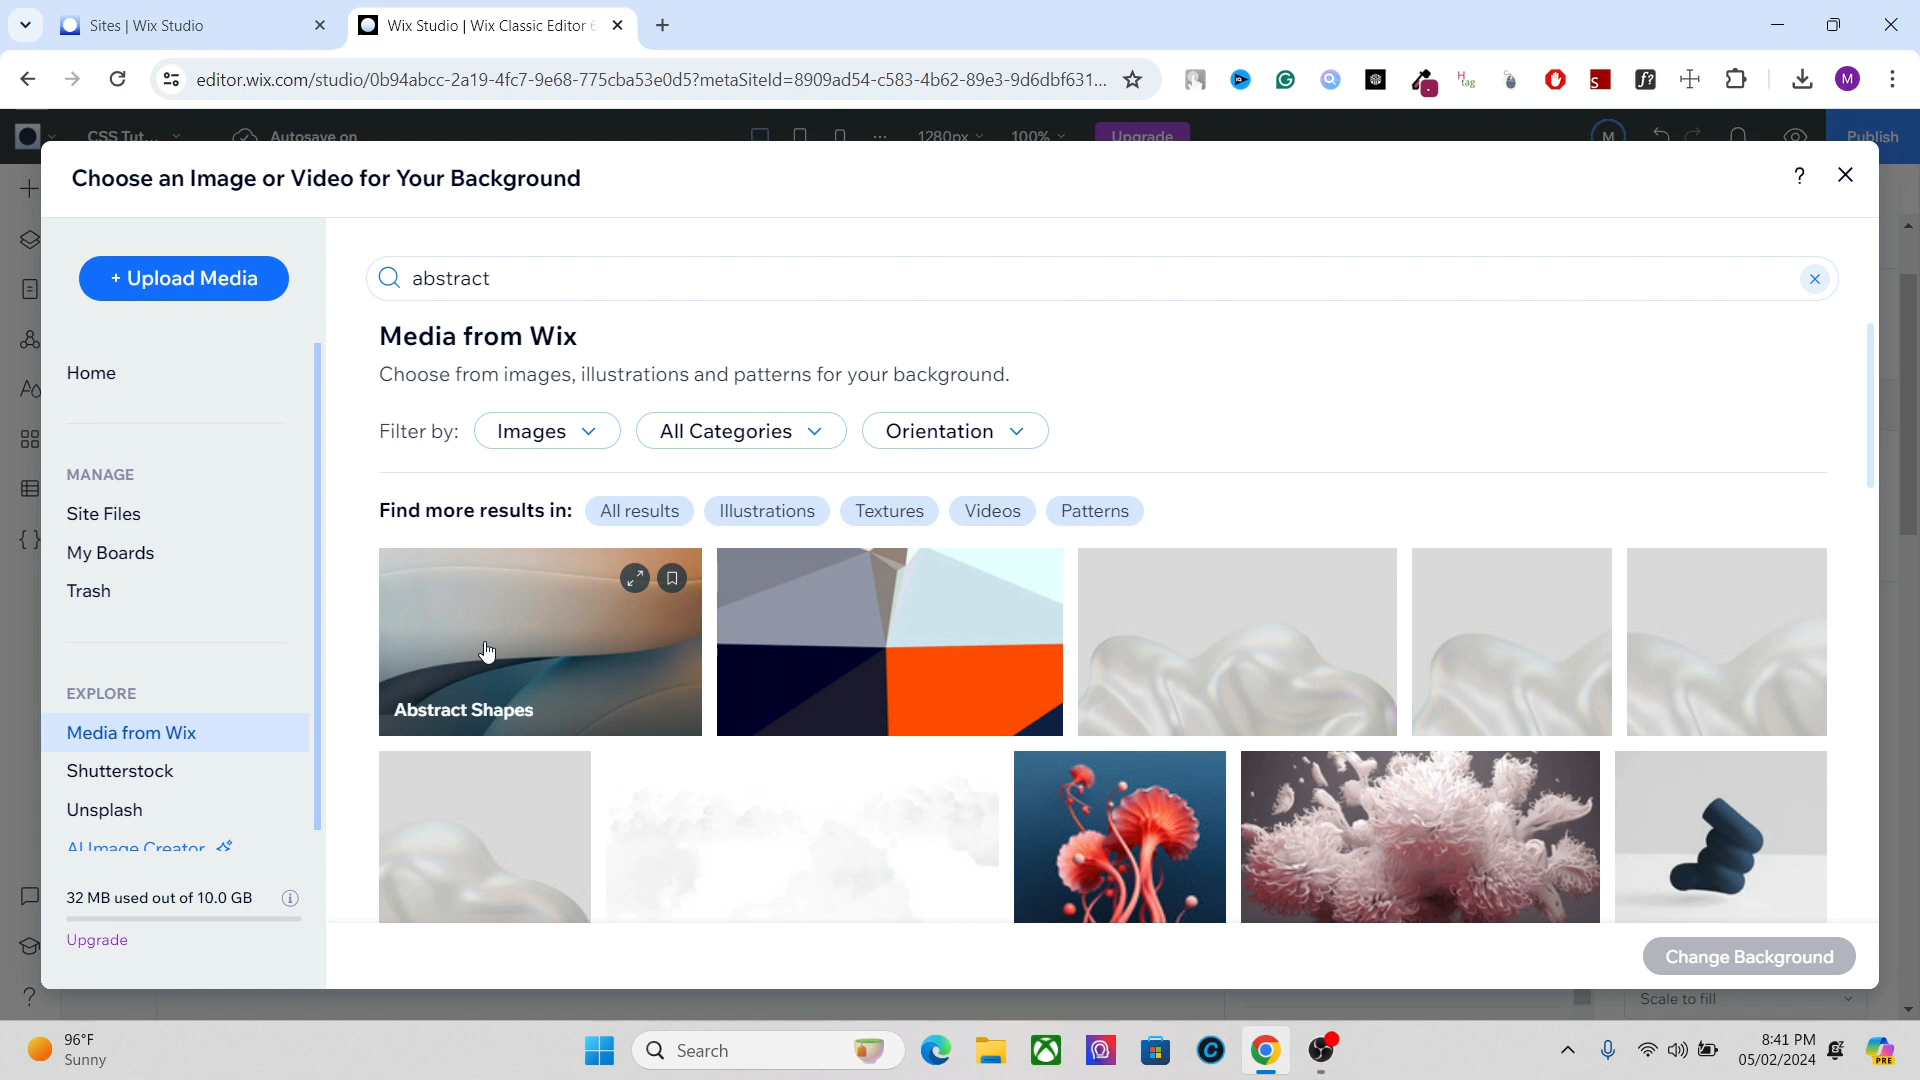 Sites | Wix Studio
Wix Studio | Wix Classic Editor
editor.wix.com/studio/0b94abcc-2a19-4fc7-9e68-775cba53e0d5?metaSiteId=8909ad54-c583-4b62-89e3-9d6dbf631...
H tag
S
f?
M
CSS Tut...
Autosave on
1280px
100%
Upgrade
M
Publish
Choose an Image or Video for Your Background
?
+ Upload Media
abstract
Media from Wix
Choose from images, illustrations and patterns for your background.
Home
Filter by:
Images
All Categories
Orientation
MANAGE
Site Files
Find more results in:
All results
Illustrations
Textures
Videos
Patterns
My Boards
Trash
EXPLORE
Abstract Shapes
Media from Wix
Shutterstock
Unsplash
AI Image Creator
32 MB used out of 10.0 GB
Upgrade
Change Background
?
Scale to fill
96°F
Sunny
Search
8:41 PM
05/02/2024
PRE